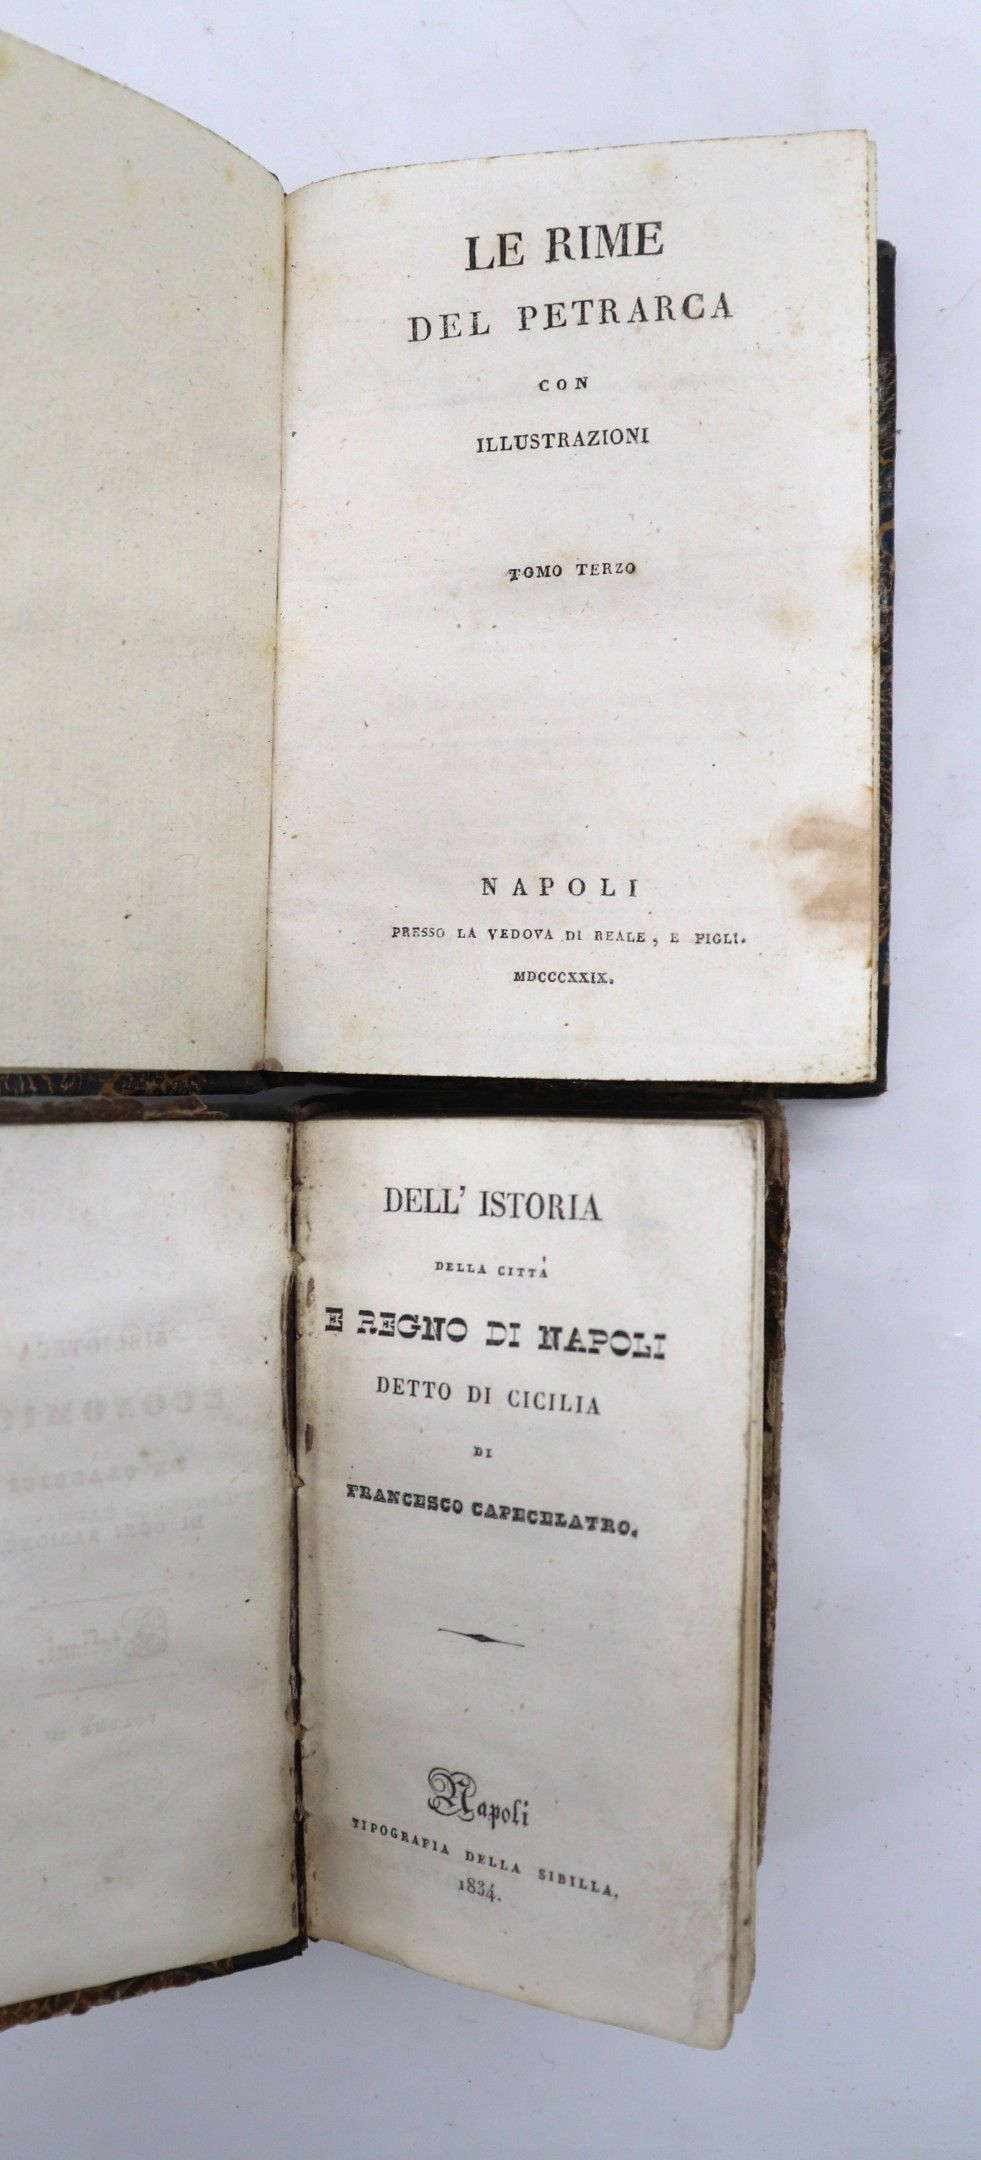 LE RIME
DEL PETRARCA
CON
ILLUSTRAZIONI
TOMO TERZO
NAPOLI
PRESSO LA VEDOVA DI REALE, E FIGLI.
MDCCCXXIX.
DELL' ISTORIA
DELLA CITTÀ
E REGNO DI NAPOLI
DETTO DI CICILIA
DI
FRANCESCO CAPECELATRO.
Napoli
TIPOGRAFIA DELLA SIBILLA,
1834.